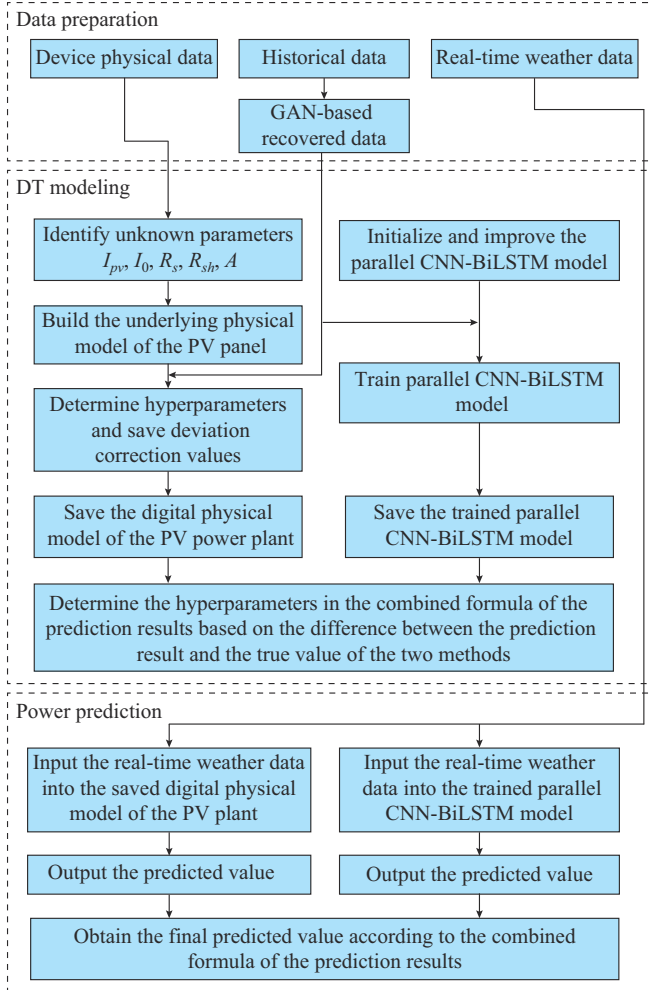 Data preparation
Device physical data
Historical data
Real-time weather data
GAN-based
recovered data
DT modeling
Identify unknown parameters
I_pv, I_0, R_s, R_sh, A
Initialize and improve the
parallel CNN-BiLSTM model
Build the underlying physical
model of the PV panel
Train parallel CNN-BiLSTM
model
Determine hyperparameters
and save deviation
correction values
Save the digital physical
model of the PV power plant
Save the trained parallel
CNN-BiLSTM model
Determine the hyperparameters in the combined formula of the
prediction results based on the difference between the prediction
result and the true value of the two methods
Power prediction
Input the real-time weather data
into the saved digital physical
model of the PV plant
Input the real-time weather
data into the trained parallel
CNN-BiLSTM model
Output the predicted value
Output the predicted value
Obtain the final predicted value according to the combined
formula of the prediction results